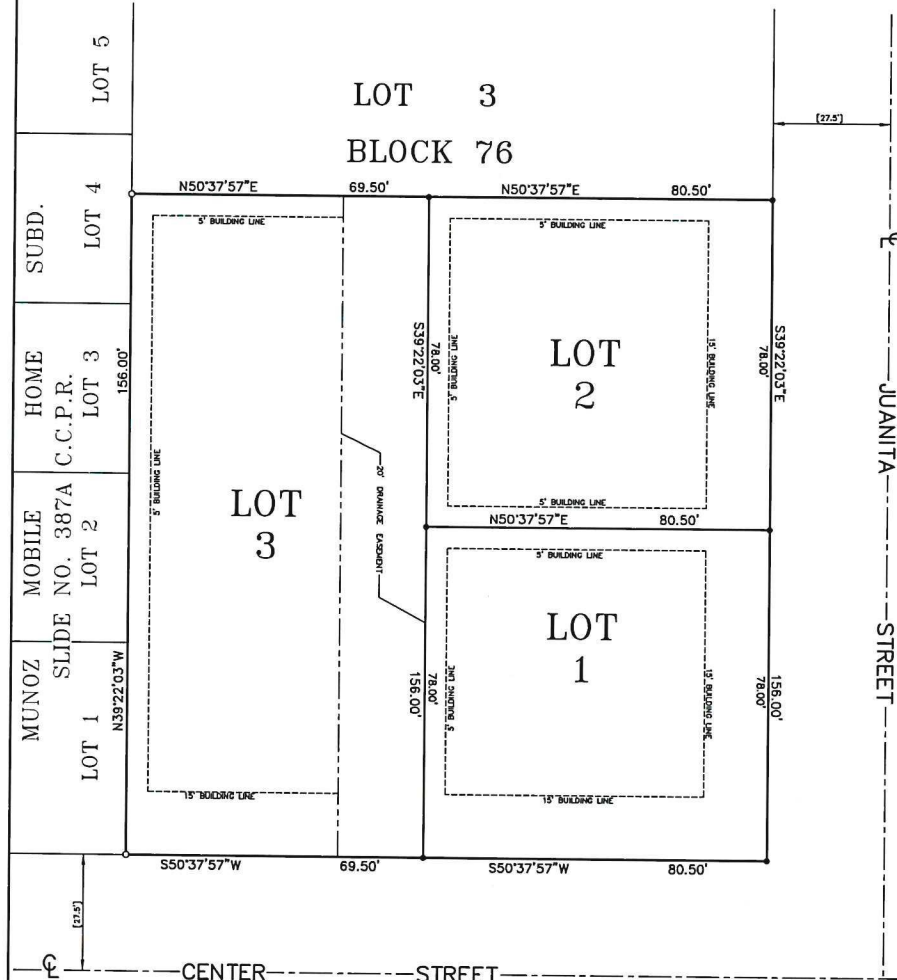 LOT 5
LOT 3
BLOCK 76
[27.5']
N50°37'57"E 69.50' N50°37'57"E 80.50'
SUBD.
LOT 4
5' BUILDING LINE
5' BUILDING LINE
℄
HOME
C.C.P.R.
LOT 3
156.00'
S39°22'03"E
78.00'
5' BUILDING LINE
LOT
2
15' BUILDING LINE
S39°22'03"E
78.00'
JUANITA
5' BUILDING LINE
LOT
3
20' DRAINAGE EASEMENT
5' BUILDING LINE
N50°37'57"E 80.50'
MOBILE
SLIDE NO. 387A
LOT 2
5' BUILDING LINE
LOT
1
STREET
MUNOZ
LOT 1
N39°22'03"W
156.00'
78.00'
5' BUILDING LINE
15' BUILDING LINE
156.00'
78.00'
15' BUILDING LINE
15' BUILDING LINE
S50°37'57"W 69.50' S50°37'57"W 80.50'
[27.5']
℄ CENTER STREET